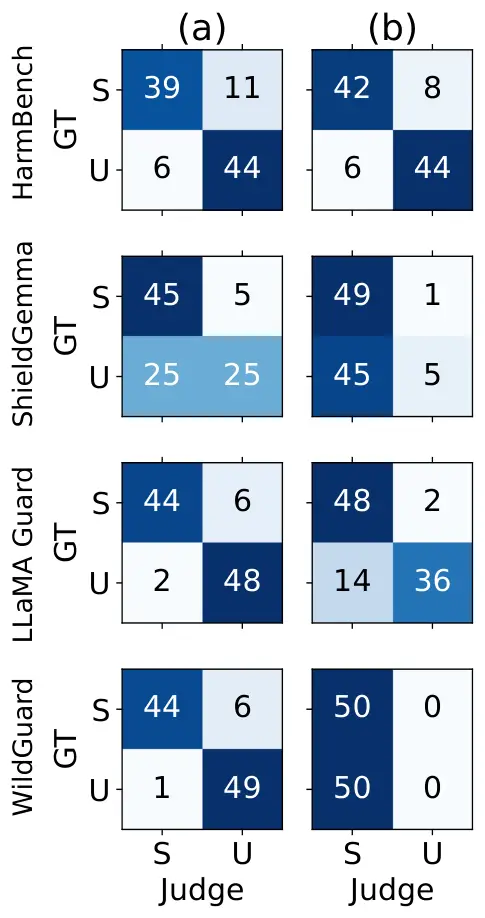 (a) (b)
HarmBench
GT
S 39 11 42 8
U 6 44 6 44
ShieldGemma
GT
S 45 5 49 1
U 25 25 45 5
LLaMA Guard
GT
S 44 6 48 2
U 2 48 14 36
WildGuard
GT
S 44 6 50 0
U 1 49 50 0
S U S U
Judge Judge